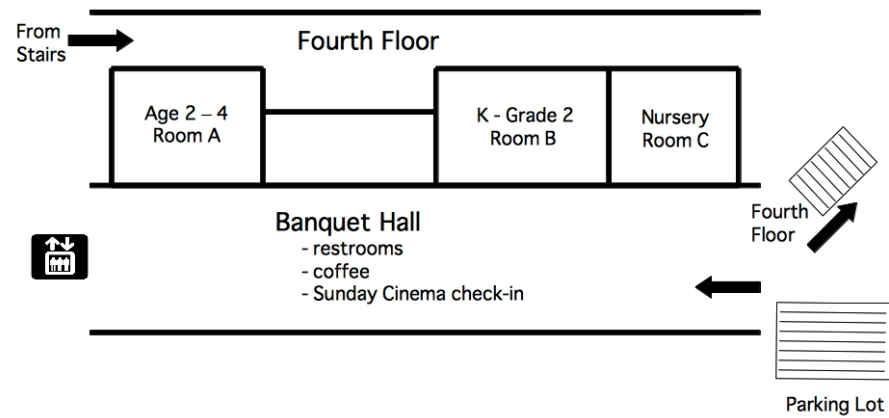 From
Stairs
Fourth Floor
Age 2 – 4
Room A
K - Grade 2
Room B
Nursery
Room C
Banquet Hall
- restrooms
- coffee
- Sunday Cinema check-in
Fourth
Floor
Parking Lot